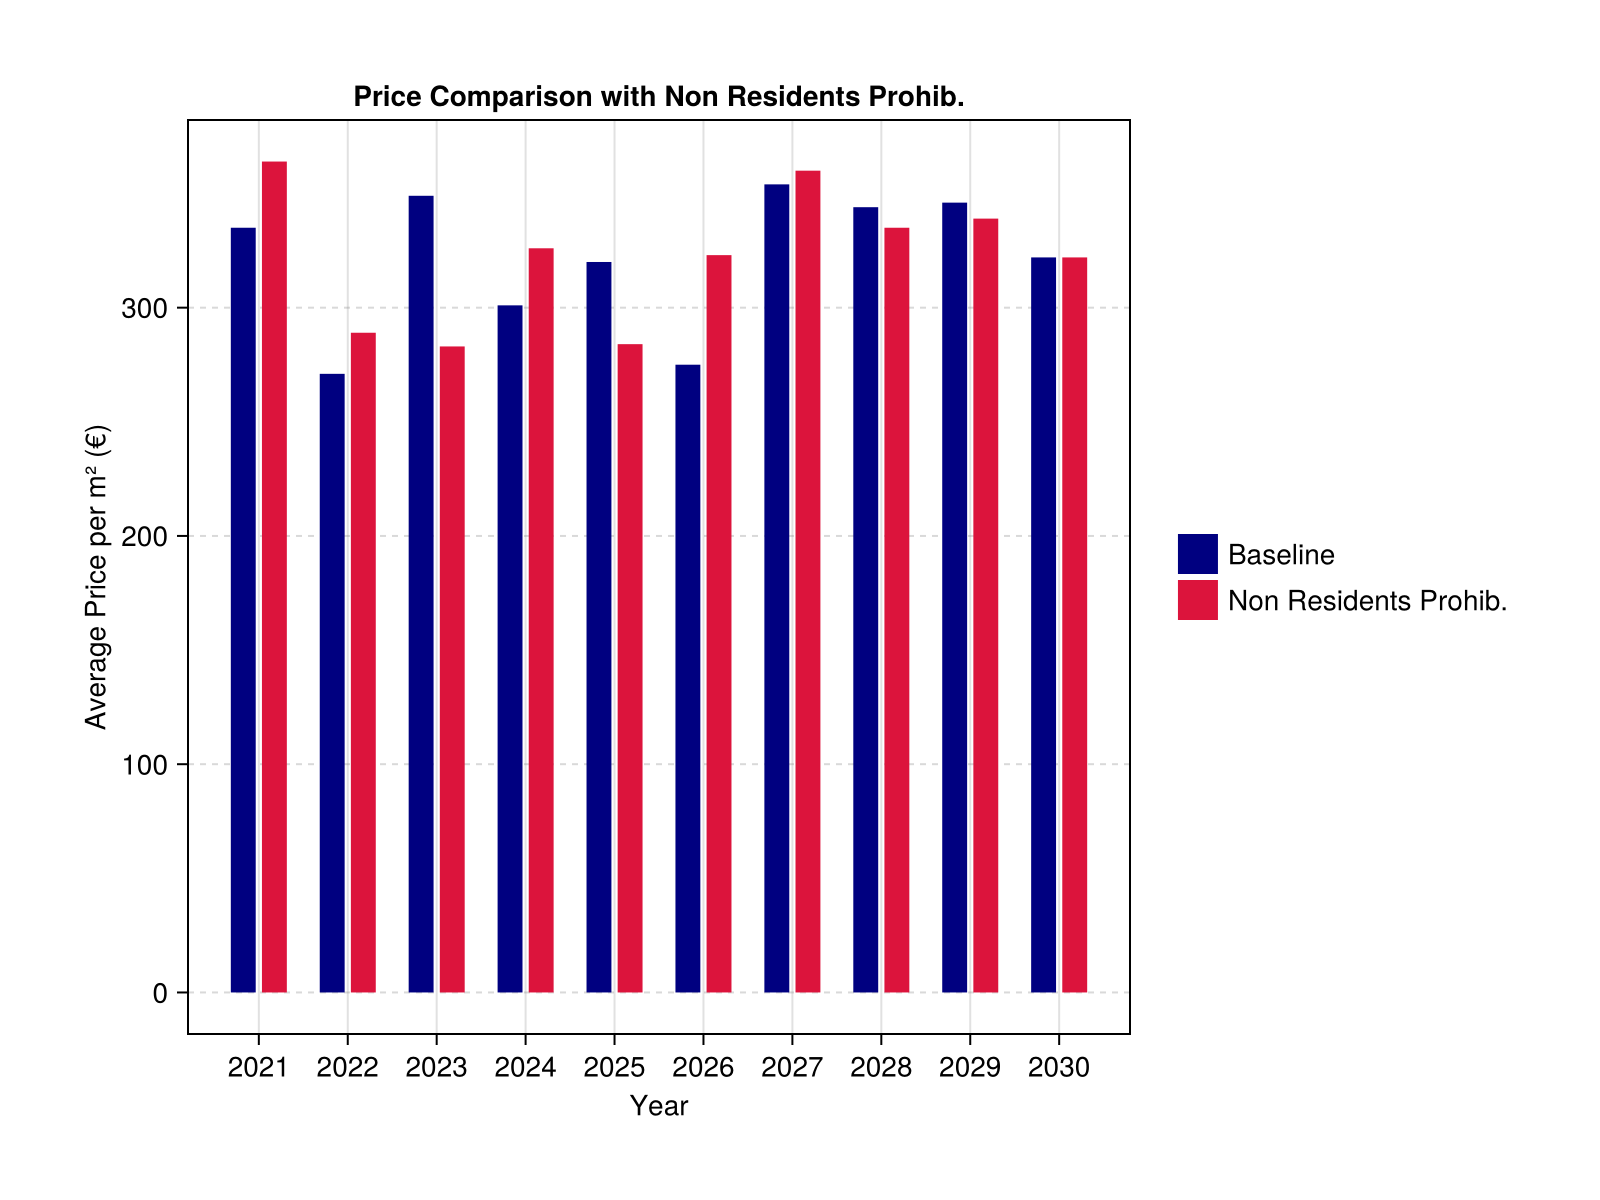 Price Comparison with Non Residents Prohib.
Average Price per m² (€)
300
200
100
0
2021 2022 2023 2024 2025 2026 2027 2028 2029 2030
Year
Baseline
Non Residents Prohib.